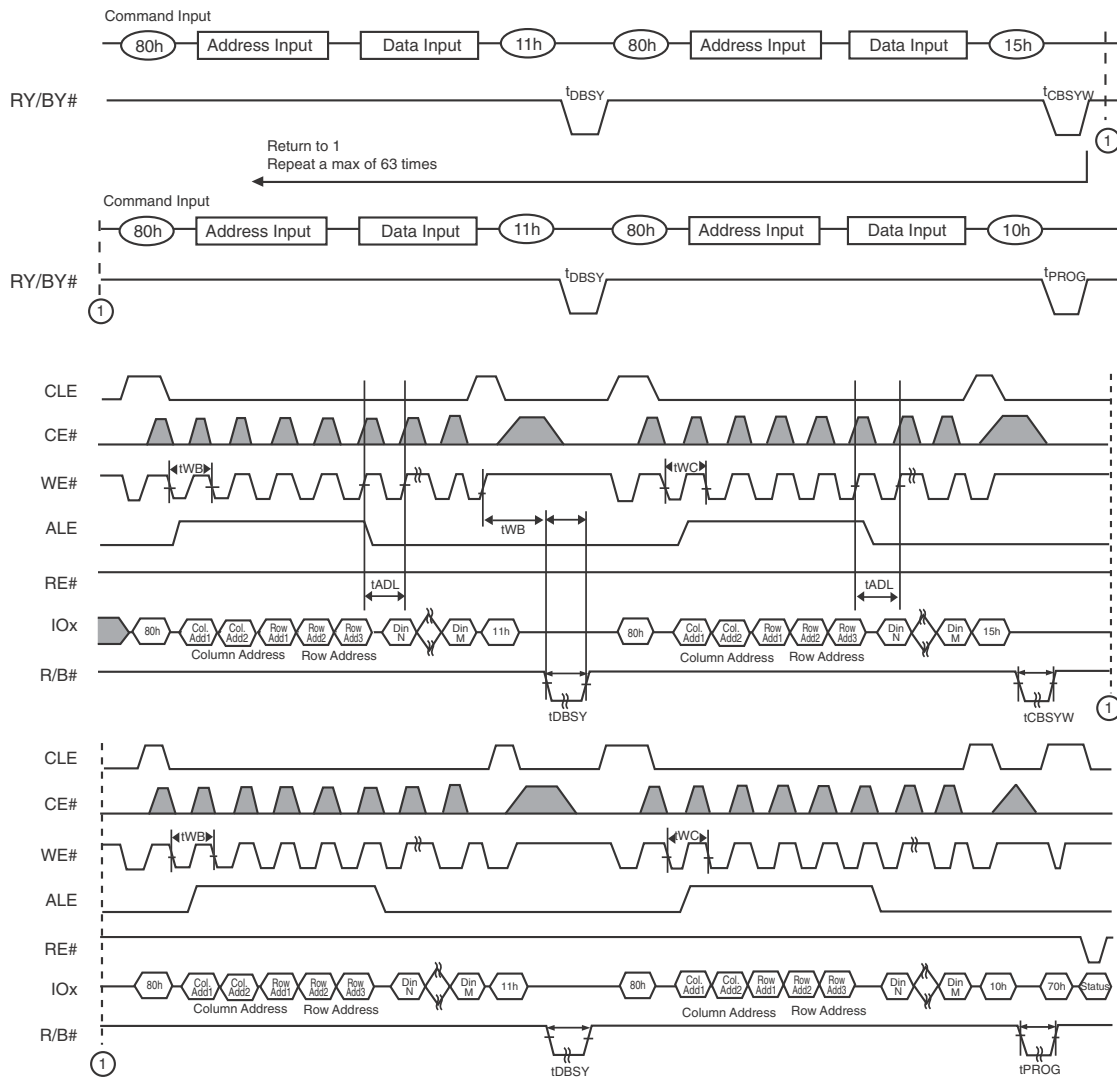 Command Input
80h Address Input Data Input 11h 80h Address Input Data Input 15h
RY/BY# tDBSY tCBSYW
1
Return to 1
Repeat a max of 63 times
Command Input
80h Address Input Data Input 11h 80h Address Input Data Input 10h
RY/BY# tDBSY tPROG
1
CLE
CE#
WE# tWB tWC
tWB
ALE
RE# tADL tADL
IOx 80h Col. Add1 Col. Add2 Row Add1 Row Add2 Row Add3 Din N Din M 11h 80h Col. Add1 Col. Add2 Row Add1 Row Add2 Row Add3 Din N Din M 15h
Column Address Row Address Column Address Row Address
R/B#
tDBSY tCBSYW
1
CLE
CE#
WE# tWB tWC
ALE
RE#
IOx 80h Col. Add1 Col. Add2 Row Add1 Row Add2 Row Add3 Din N Din M 11h 80h Col. Add1 Col. Add2 Row Add1 Row Add2 Row Add3 Din N Din M 10h 70h Status
Column Address Row Address Column Address Row Address
R/B#
1
tDBSY tPROG